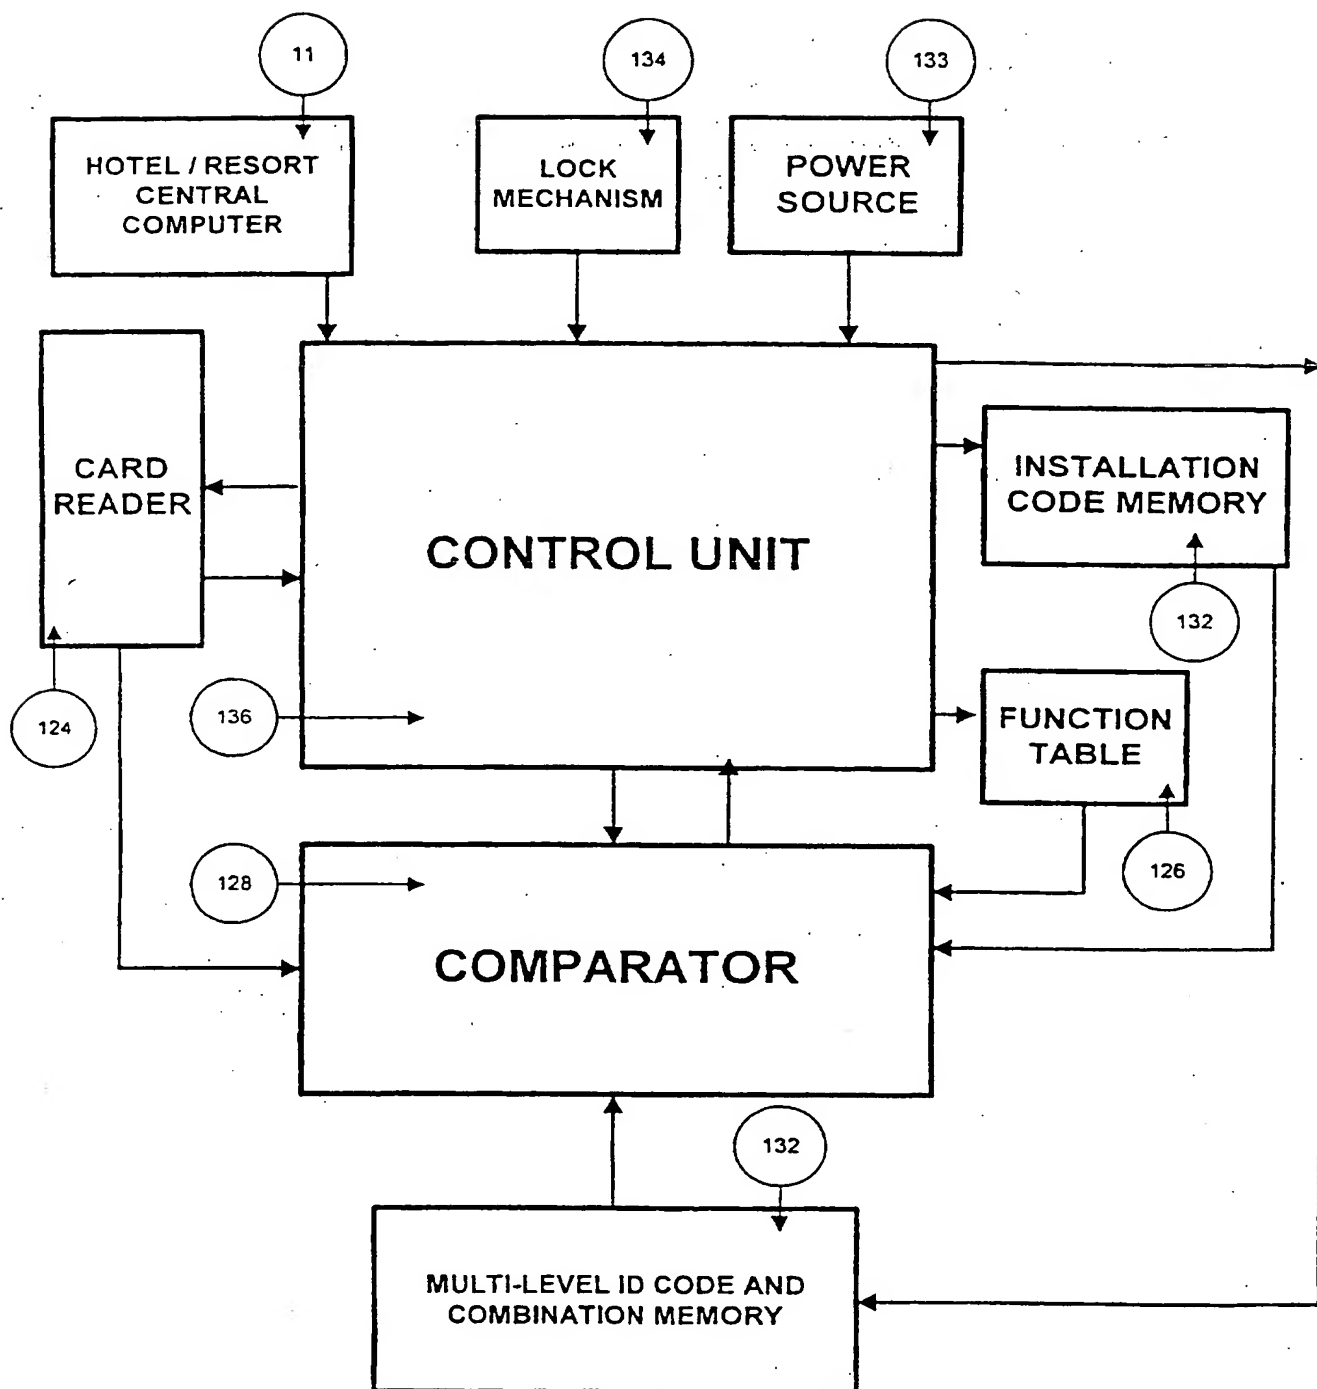 11
134
133
HOTEL / RESORT
CENTRAL
COMPUTER
LOCK
MECHANISM
POWER
SOURCE
CARD
READER
CONTROL UNIT
INSTALLATION
CODE MEMORY
132
124
136
FUNCTION
TABLE
128
126
COMPARATOR
132
MULTI-LEVEL ID CODE AND
COMBINATION MEMORY